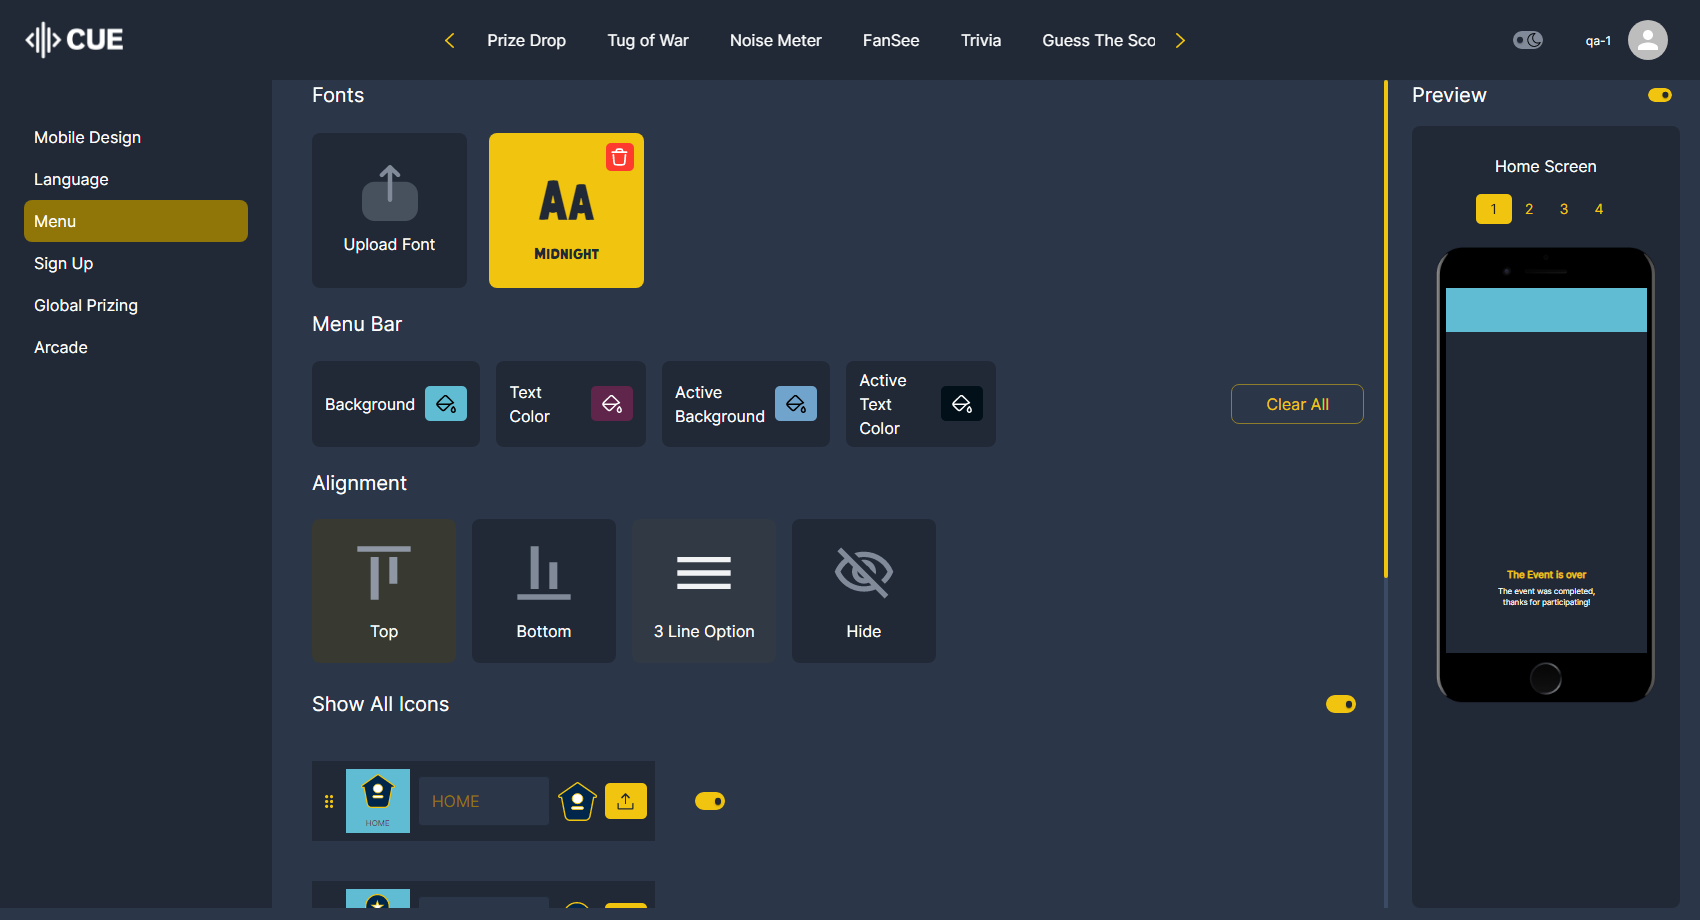 CUE
Prize Drop
Tug of War
Noise Meter
FanSee
Trivia
Guess The Sco
qa-1
Mobile Design
Language
Menu
Sign Up
Global Prizing
Arcade
Fonts
Upload Font
AA
MIDNIGHT
Menu Bar
Background
Text
Color
Active
Background
Active
Text
Color
Clear All
Alignment
Top
Bottom
3 Line Option
Hide
Show All Icons
HOME
HOME
Preview
Home Screen
1 2 3 4
The Event is over
The event was completed,
thanks for participating!